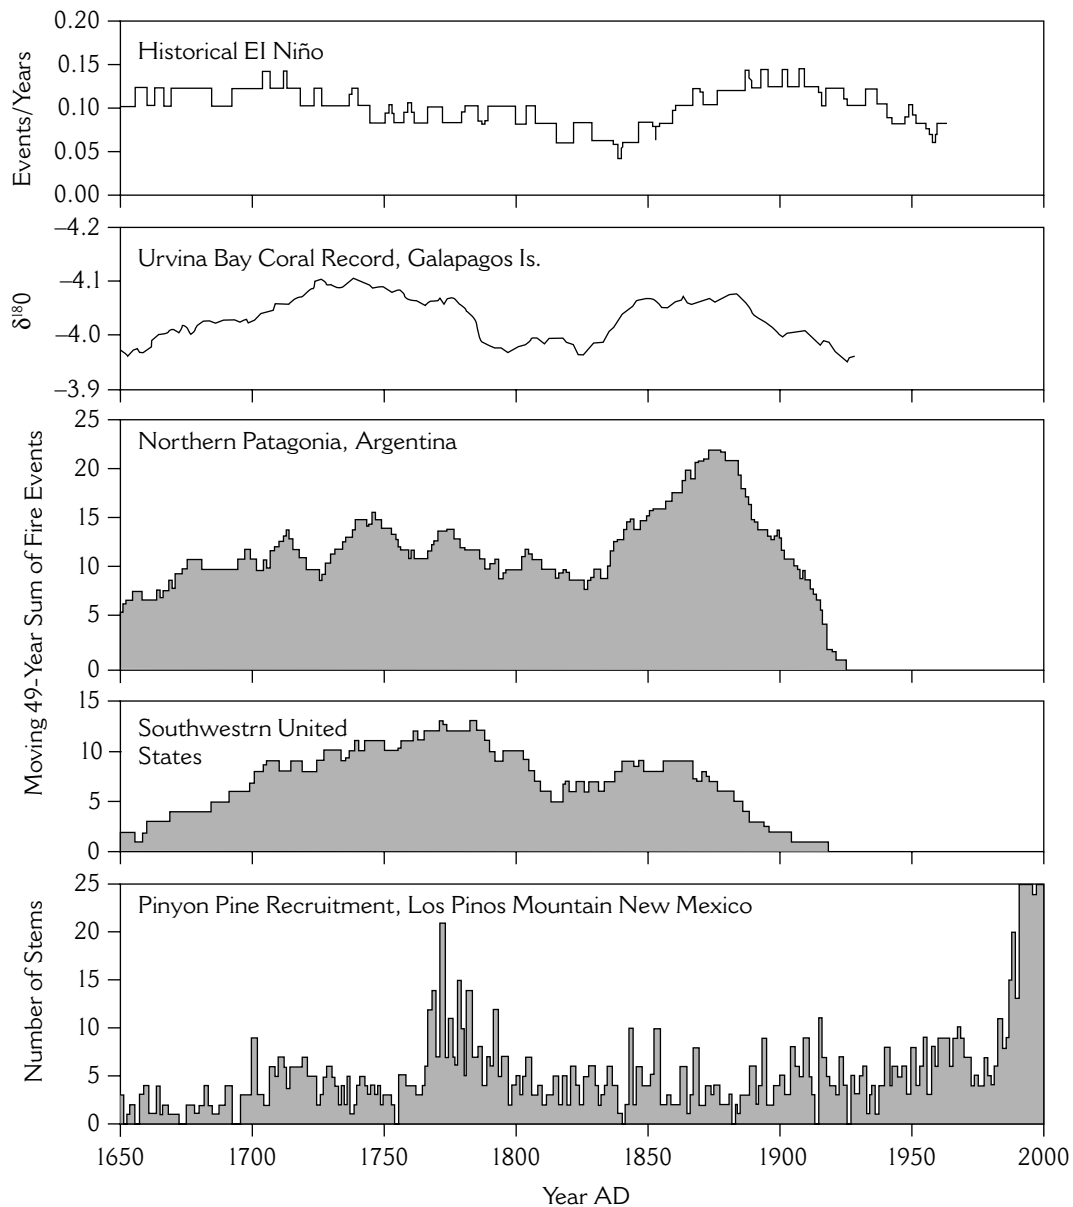 Historical El Niño
Events/Years
0.20
0.15
0.10
0.05
0.00
Urvina Bay Coral Record, Galapagos Is.
δ¹⁸0
–4.2
–4.1
–4.0
–3.9
Moving 49-Year Sum of Fire Events
Northern Patagonia, Argentina
25
20
15
10
5
0
Southwestrn United
States
15
10
5
0
Pinyon Pine Recruitment, Los Pinos Mountain New Mexico
Number of Stems
25
20
15
10
5
0
1650 1700 1750 1800 1850 1900 1950 2000
Year AD